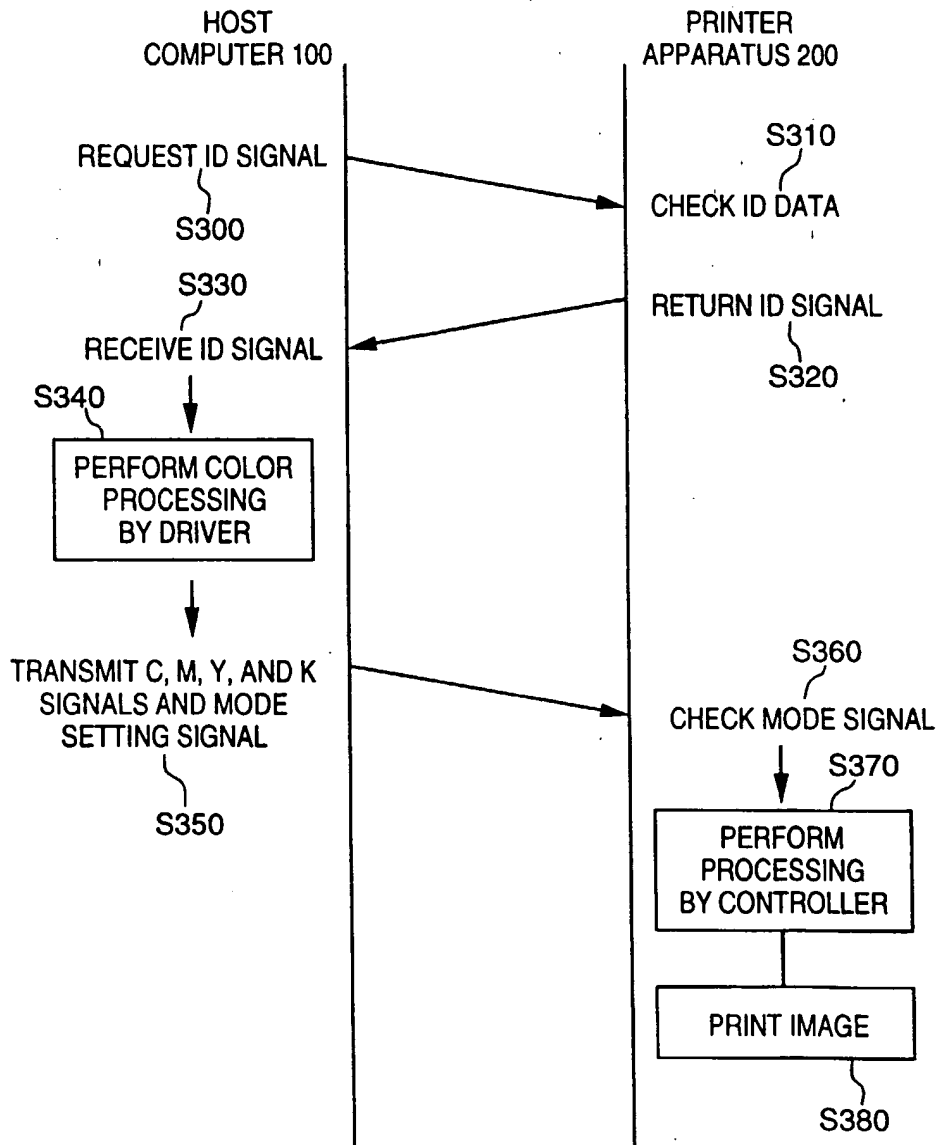 HOST
COMPUTER 100
PRINTER
APPARATUS 200
REQUEST ID SIGNAL
S300
S310
CHECK ID DATA
RETURN ID SIGNAL
S320
S330
RECEIVE ID SIGNAL
S340
PERFORM COLOR
PROCESSING
BY DRIVER
TRANSMIT C, M, Y, AND K
SIGNALS AND MODE
SETTING SIGNAL
S350
S360
CHECK MODE SIGNAL
S370
PERFORM
PROCESSING
BY CONTROLLER
PRINT IMAGE
S380